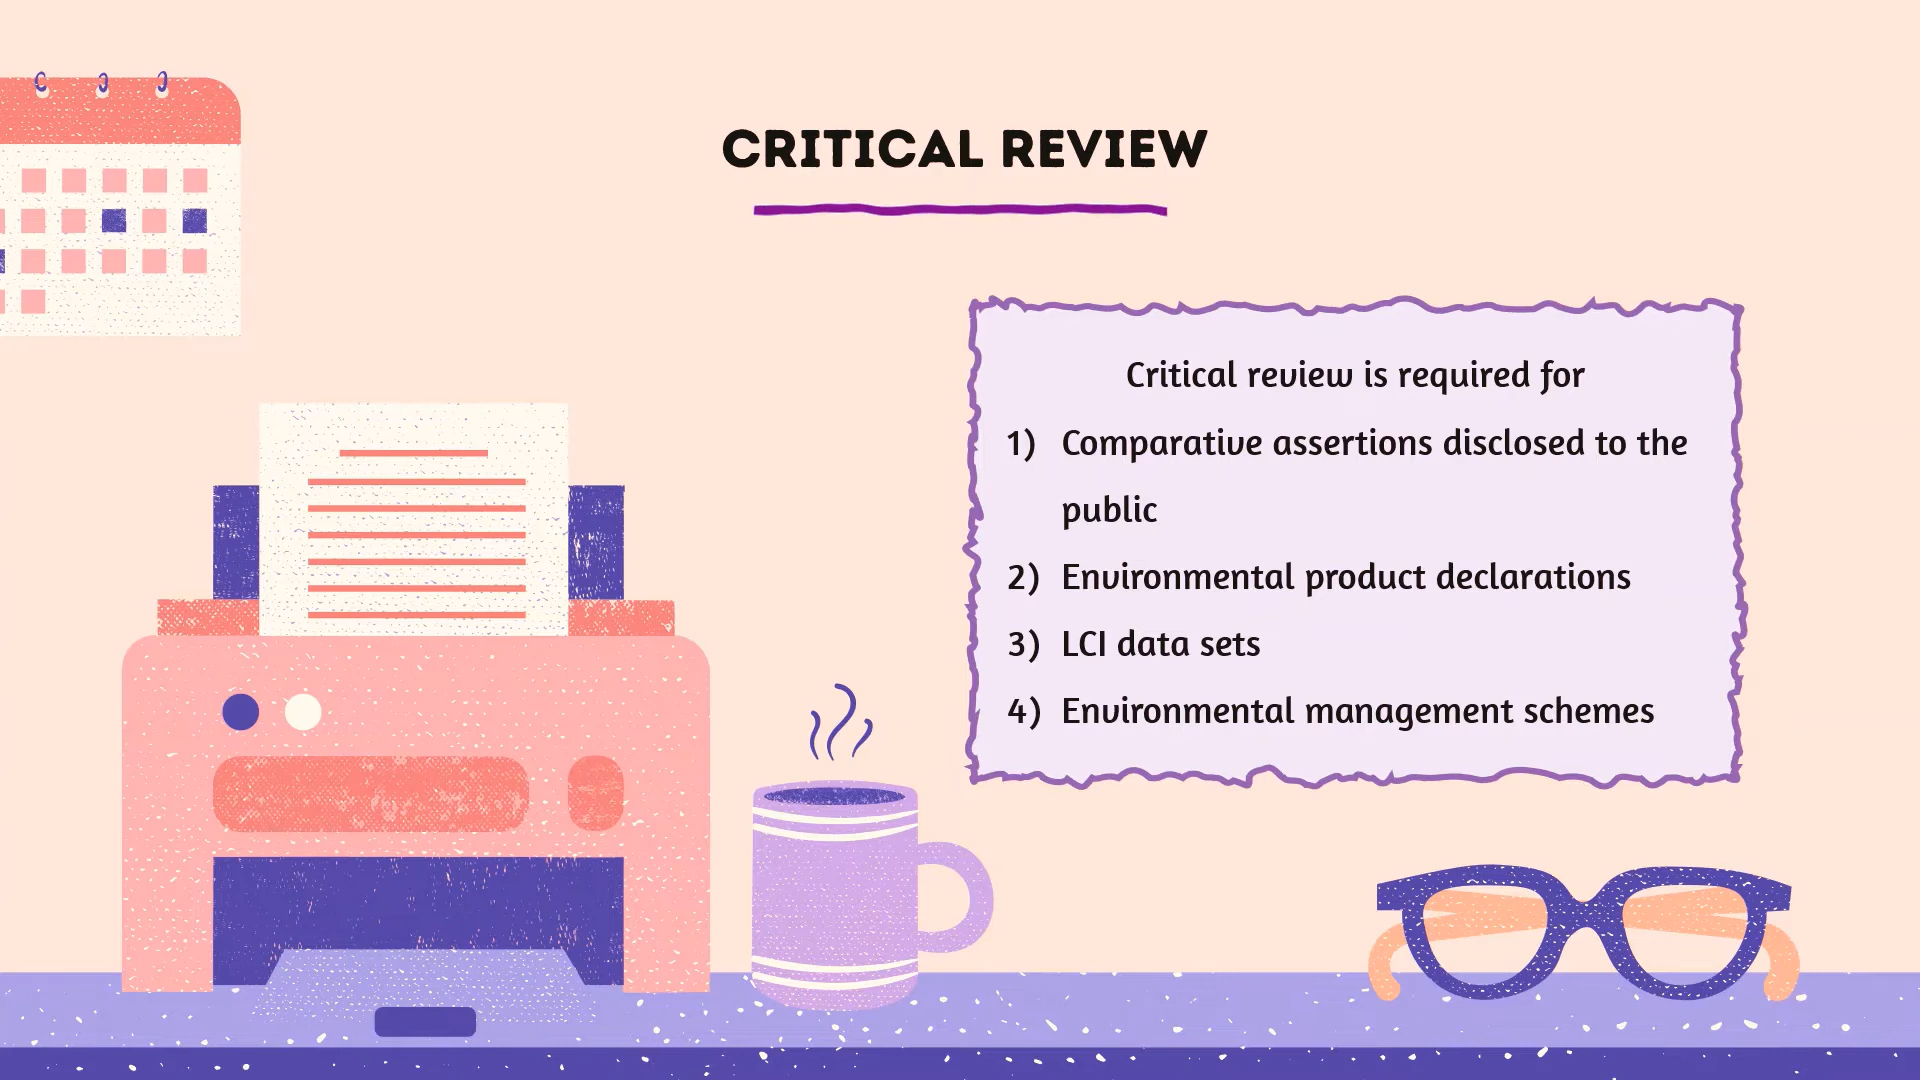 CRITICAL REVIEW
Critical review is required for
1) Comparative assertions disclosed to the
public
2) Environmental product declarations
3) LCI data sets
4) Environmental management schemes